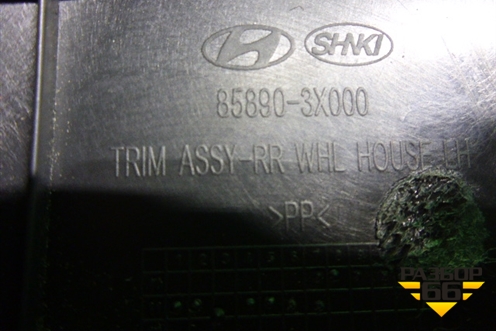 SHKI
85890-3X000
TRIM ASSY-RR WHL HOUSE LH
>PP<
РАЗБОР
66